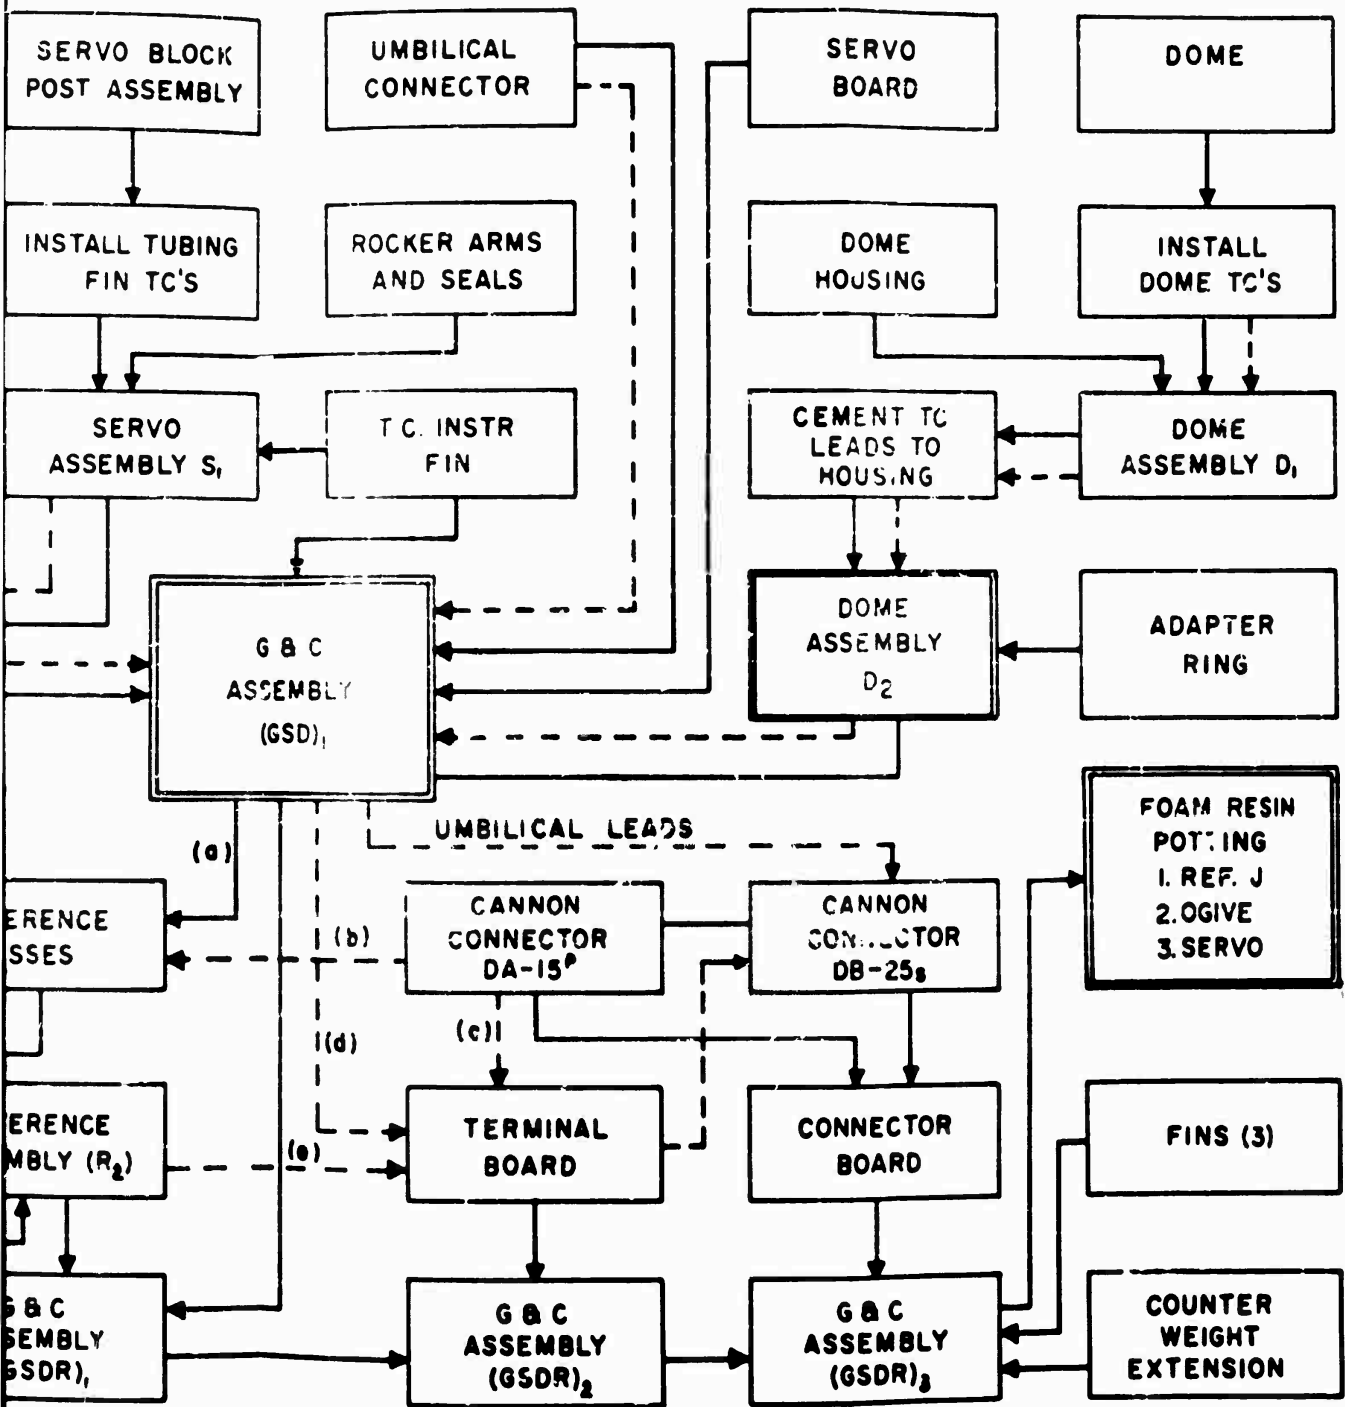 SERVO BLOCK
POST ASSEMBLY
UMBILICAL
CONNECTOR
SERVO
BOARD
DOME
INSTALL TUBING
FIN TC'S
ROCKER ARMS
AND SEALS
DOME
HOUSING
INSTALL
DOME TC'S
SERVO
ASSEMBLY S₁
T.C. INSTR
FIN
CEMENT TC
LEADS TO
HOUSING
DOME
ASSEMBLY D₁
G & C
ASSEMBLY
(GSD)₁
DOME
ASSEMBLY
D₂
ADAPTER
RING
UMBILICAL LEADS
FOAM RESIN
POTTING
1. REF. J
2. OGIVE
3. SERVO
(a)
ERENCE
SSES
(b)
CANNON
CONNECTOR
DA-15P
CANNON
CONNECTOR
DB-25s
(c)
(d)
ERENCE
MBLY (R₂)
(e)
TERMINAL
BOARD
CONNECTOR
BOARD
FINS (3)
G & C
SEMBLY
GSDR)₁
G & C
ASSEMBLY
(GSDR)₂
G & C
ASSEMBLY
(GSDR)₃
COUNTER
WEIGHT
EXTENSION